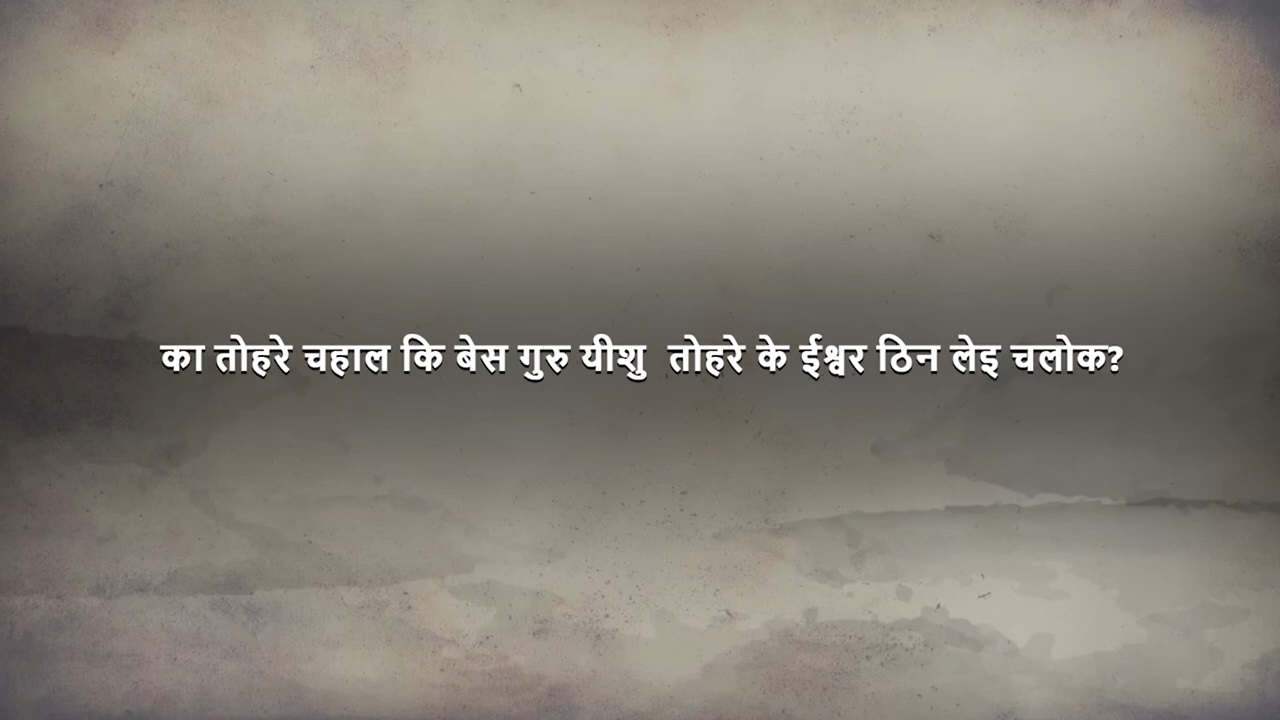 का तोहरे चहाल कि बेस गुरु यीशु  तोहरे के ईश्वर ठिन लेइ चलोक?